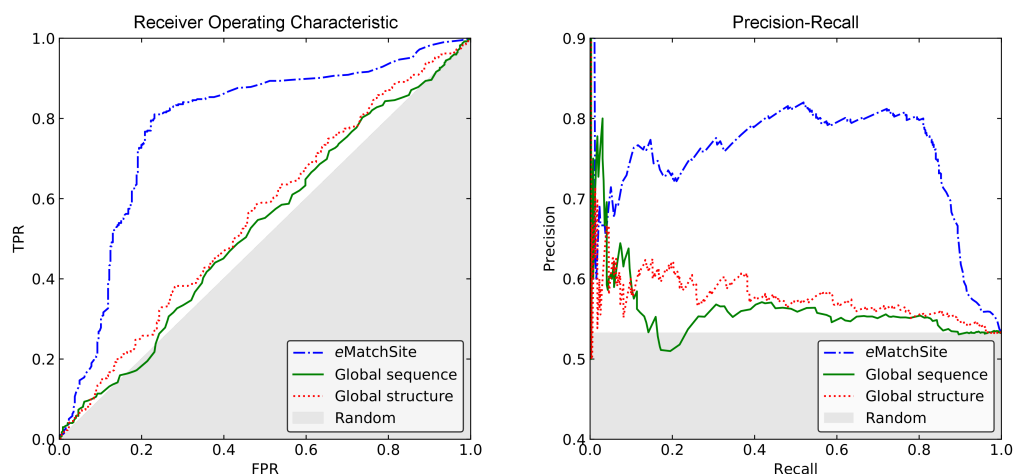 Receiver Operating Characteristic
1.0
0.8
0.6
0.4
0.2
0.0
TPR
0.0 0.2 0.4 0.6 0.8 1.0
FPR
eMatchSite
Global sequence
Global structure
Random
Precision-Recall
0.9
0.8
0.7
0.6
0.5
0.4
Precision
0.0 0.2 0.4 0.6 0.8 1.0
Recall
eMatchSite
Global sequence
Global structure
Random